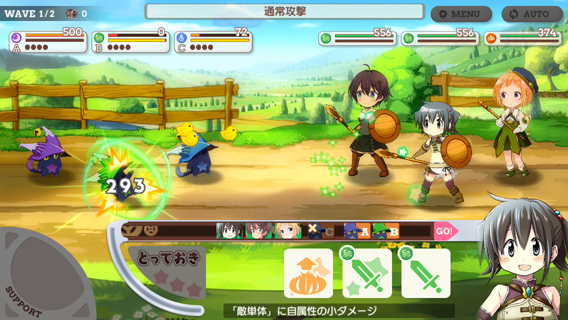 WAVE 1/2 0
通常攻撃
MENU
AUTO
A 500
B 0
C 72
556
556
374
293
C A B GO!
とっておき
SUPPORT
「敵単体」に自属性の小ダメージ